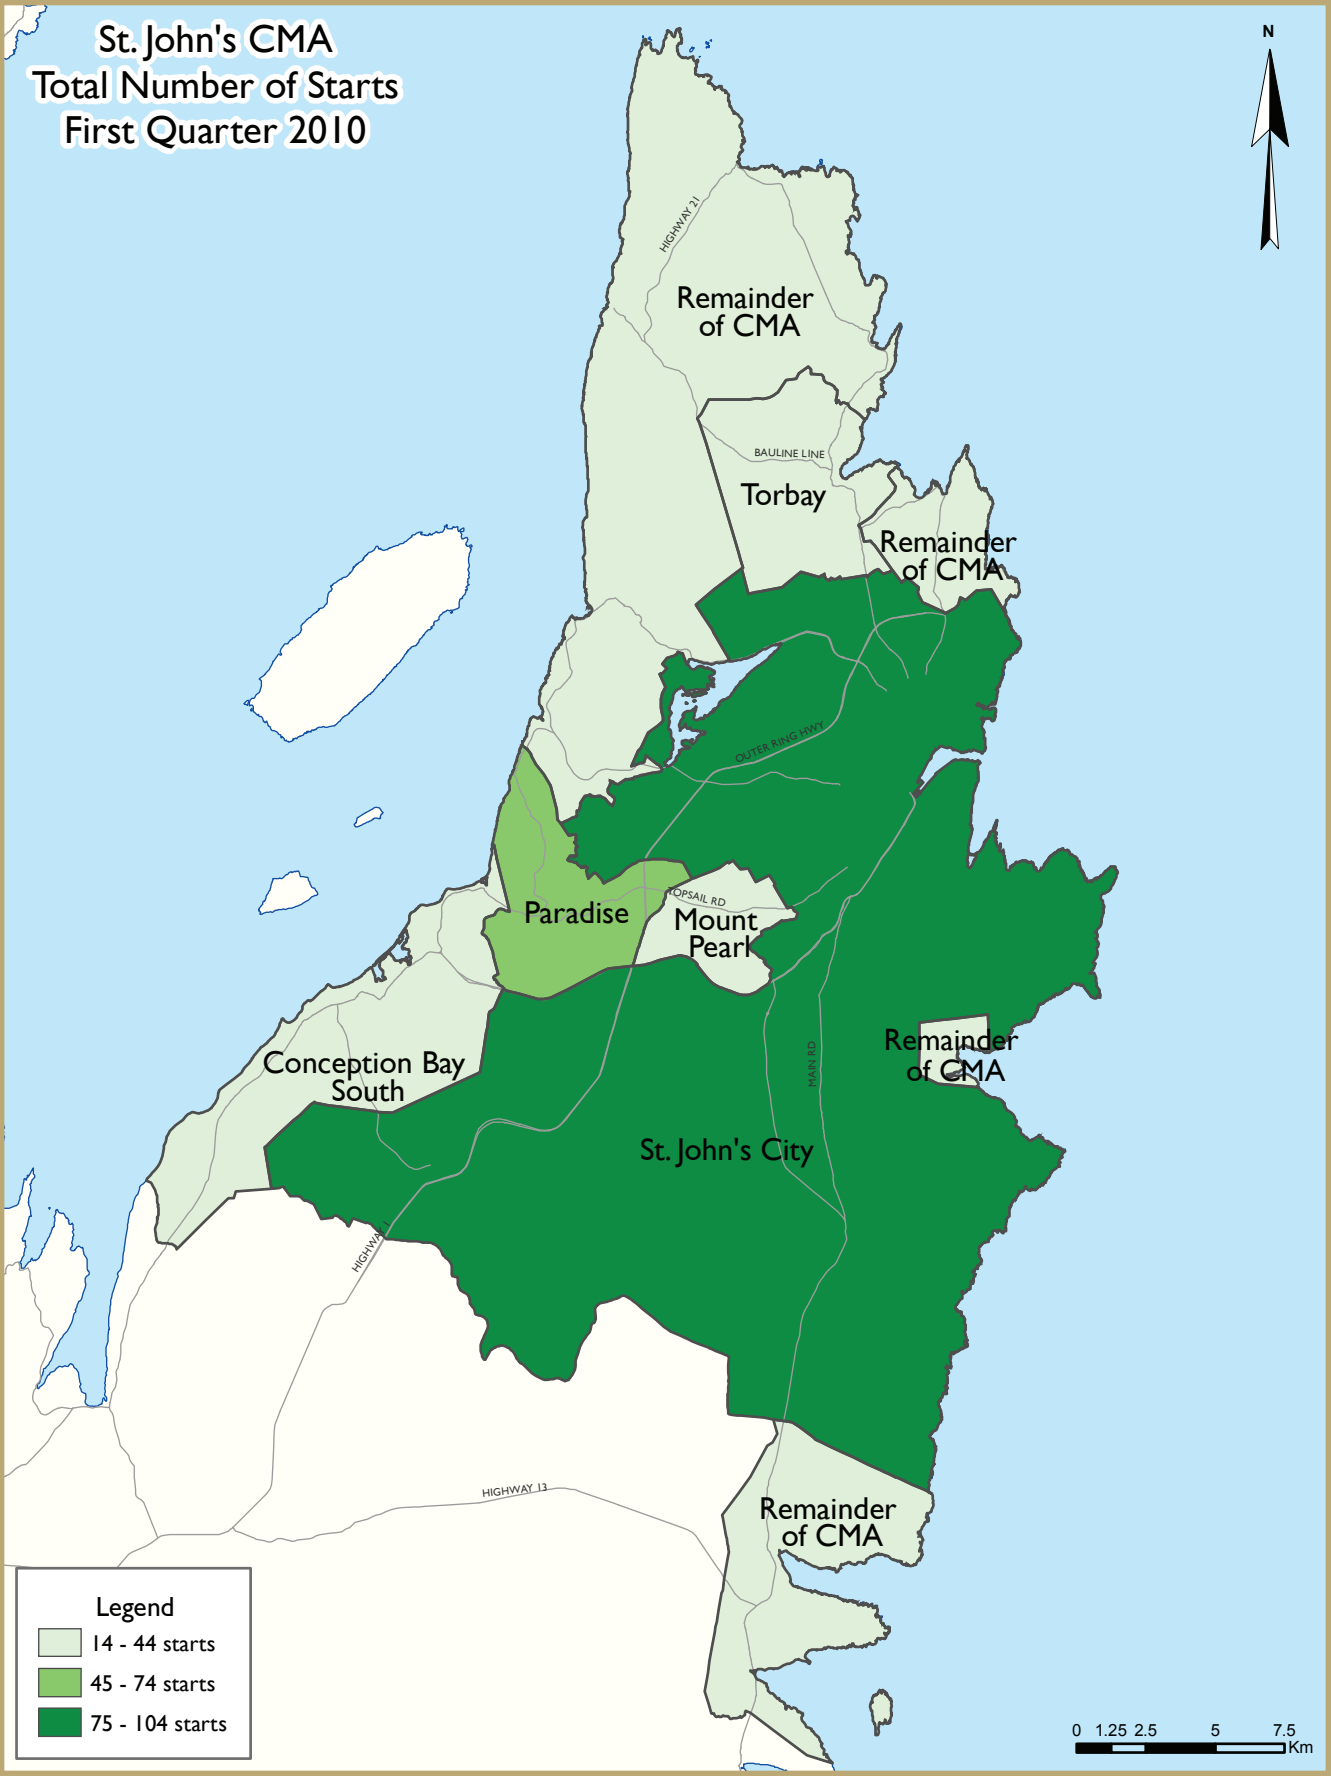 St. John's CMA
Total Number of Starts
First Quarter 2010
N
HIGHWAY 21
Remainder
of CMA
BAULINE LINE
Torbay
Remainder
of CMA
OUTER RING HWY
TOPSAIL RD
Paradise
Mount
Pearl
Remainder
of CMA
MAIN RD
Conception Bay
South
St. John's City
HIGHWAY 1
HIGHWAY 13
Remainder
of CMA
Legend
14 - 44 starts
45 - 74 starts
75 - 104 starts
0 1.25 2.5 5 7.5
Km